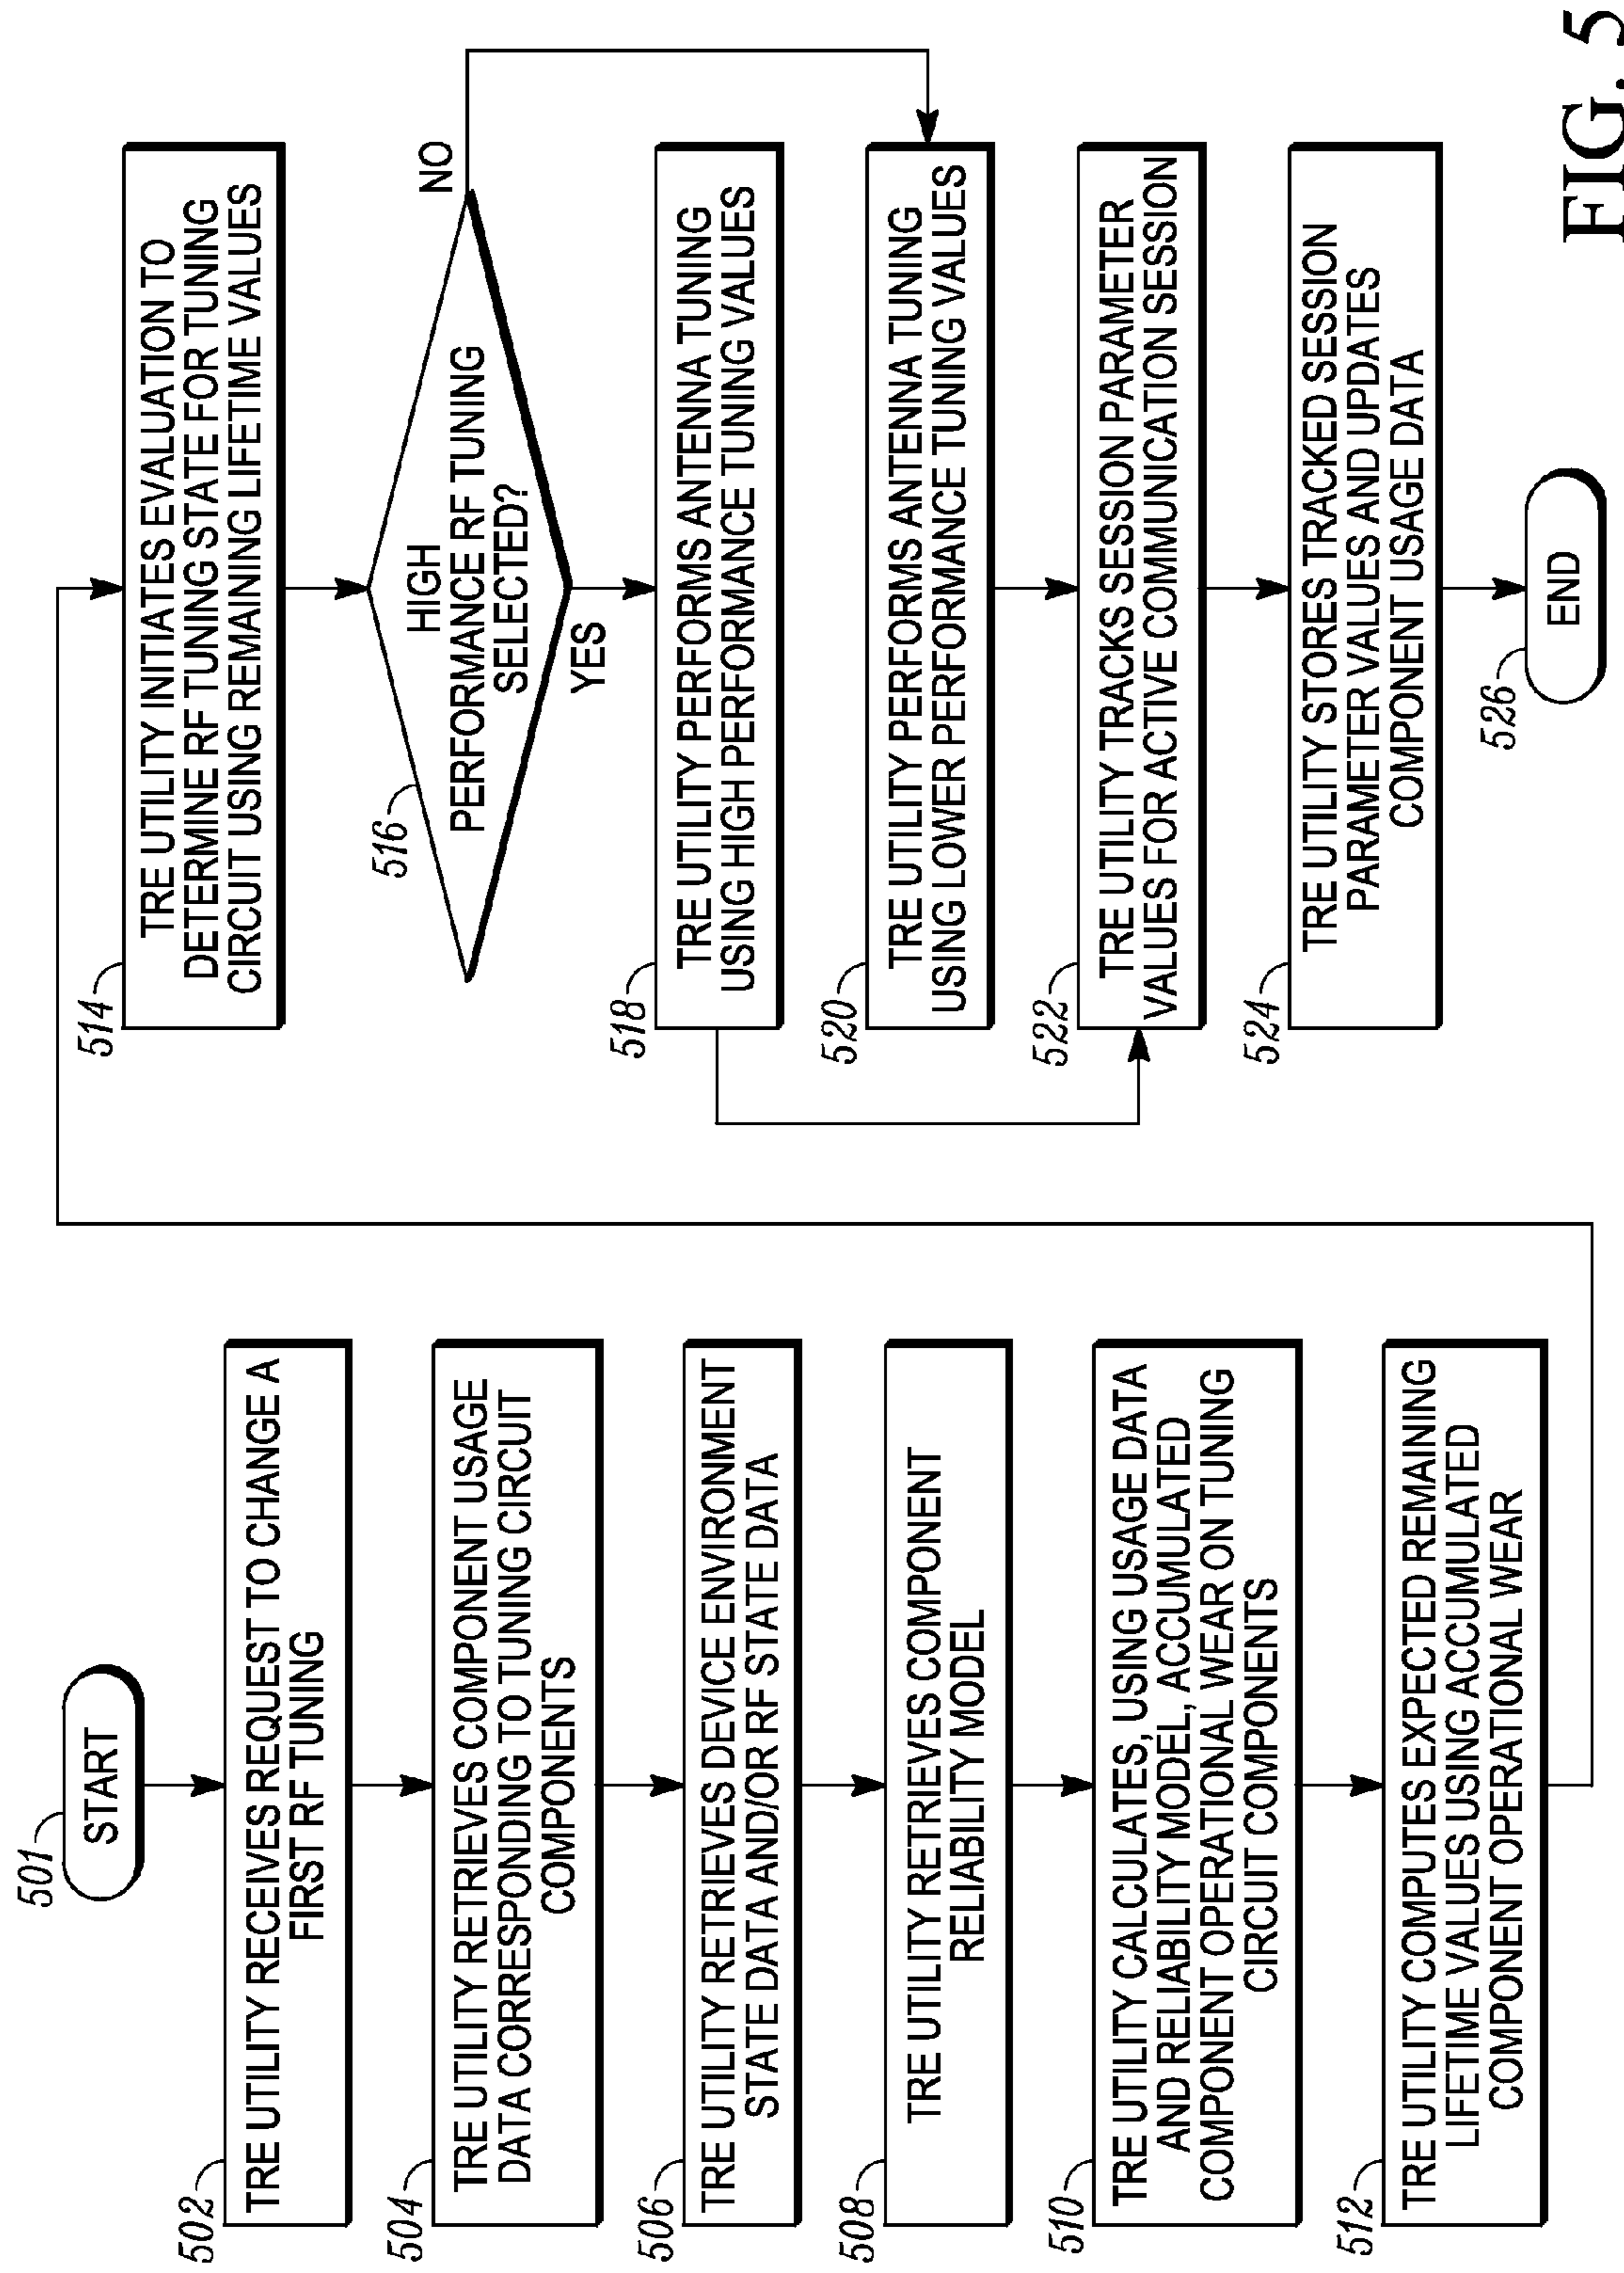 501
START
502
TRE UTILITY RECEIVES REQUEST TO CHANGE A
FIRST RF TUNING
504
TRE UTILITY RETRIEVES COMPONENT USAGE
DATA CORRESPONDING TO TUNING CIRCUIT
COMPONENTS
506
TRE UTILITY RETRIEVES DEVICE ENVIRONMENT
STATE DATA AND/OR RF STATE DATA
508
TRE UTILITY RETRIEVES COMPONENT
RELIABILITY MODEL
510
TRE UTILITY CALCULATES, USING USAGE DATA
AND RELIABILITY MODEL, ACCUMULATED
COMPONENT OPERATIONAL WEAR ON TUNING
CIRCUIT COMPONENTS
512
TRE UTILITY COMPUTES EXPECTED REMAINING
LIFETIME VALUES USING ACCUMULATED
COMPONENT OPERATIONAL WEAR
514
TRE UTILITY INITIATES EVALUATION TO
DETERMINE RF TUNING STATE FOR TUNING
CIRCUIT USING REMAINING LIFETIME VALUES
516
HIGH
PERFORMANCE RF TUNING
SELECTED?
NO
YES
518
TRE UTILITY PERFORMS ANTENNA TUNING
USING HIGH PERFORMANCE TUNING VALUES
520
TRE UTILITY PERFORMS ANTENNA TUNING
USING LOWER PERFORMANCE TUNING VALUES
522
TRE UTILITY TRACKS SESSION PARAMETER
VALUES FOR ACTIVE COMMUNICATION SESSION
524
TRE UTILITY STORES TRACKED SESSION
PARAMETER VALUES AND UPDATES
COMPONENT USAGE DATA
526
END
FIG. 5